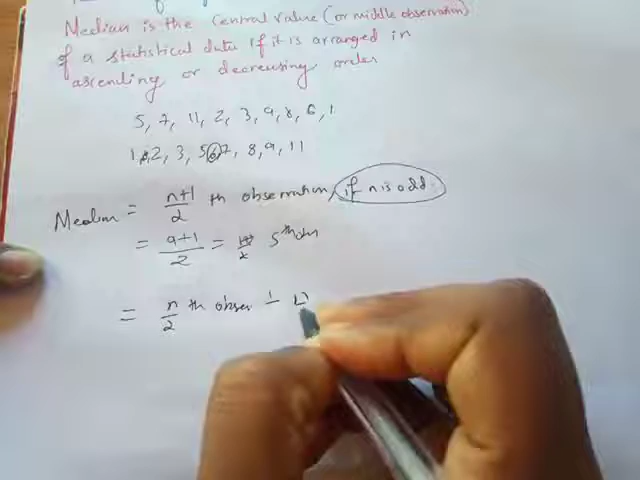 Median is the central value (or middle observation)
of a statistical data if it is arranged in
ascending or decreasing order
5, 7, 11, 2, 3, 9, 8, 6, 1
1, 2, 3, 5, 6, 7, 8, 9, 11
Median = n+1/2 th observation, if n is odd
= 9+1/2 = 5th obn
= n/2 th obser